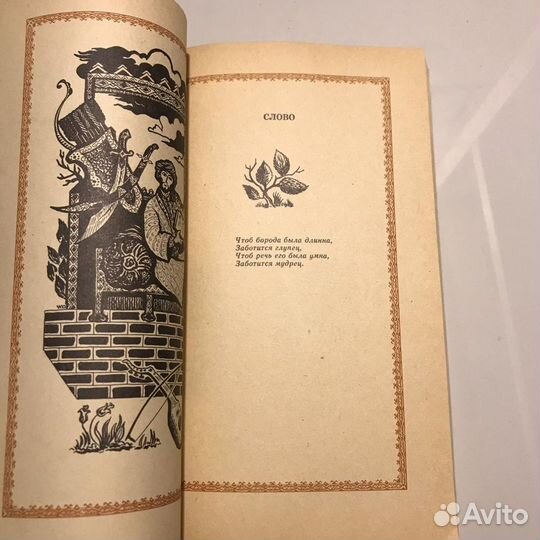 СЛОВО
Чтоб борода была длинна,
Заботится глупец,
Чтоб речь его была умна,
Заботится мудрец.
Avito